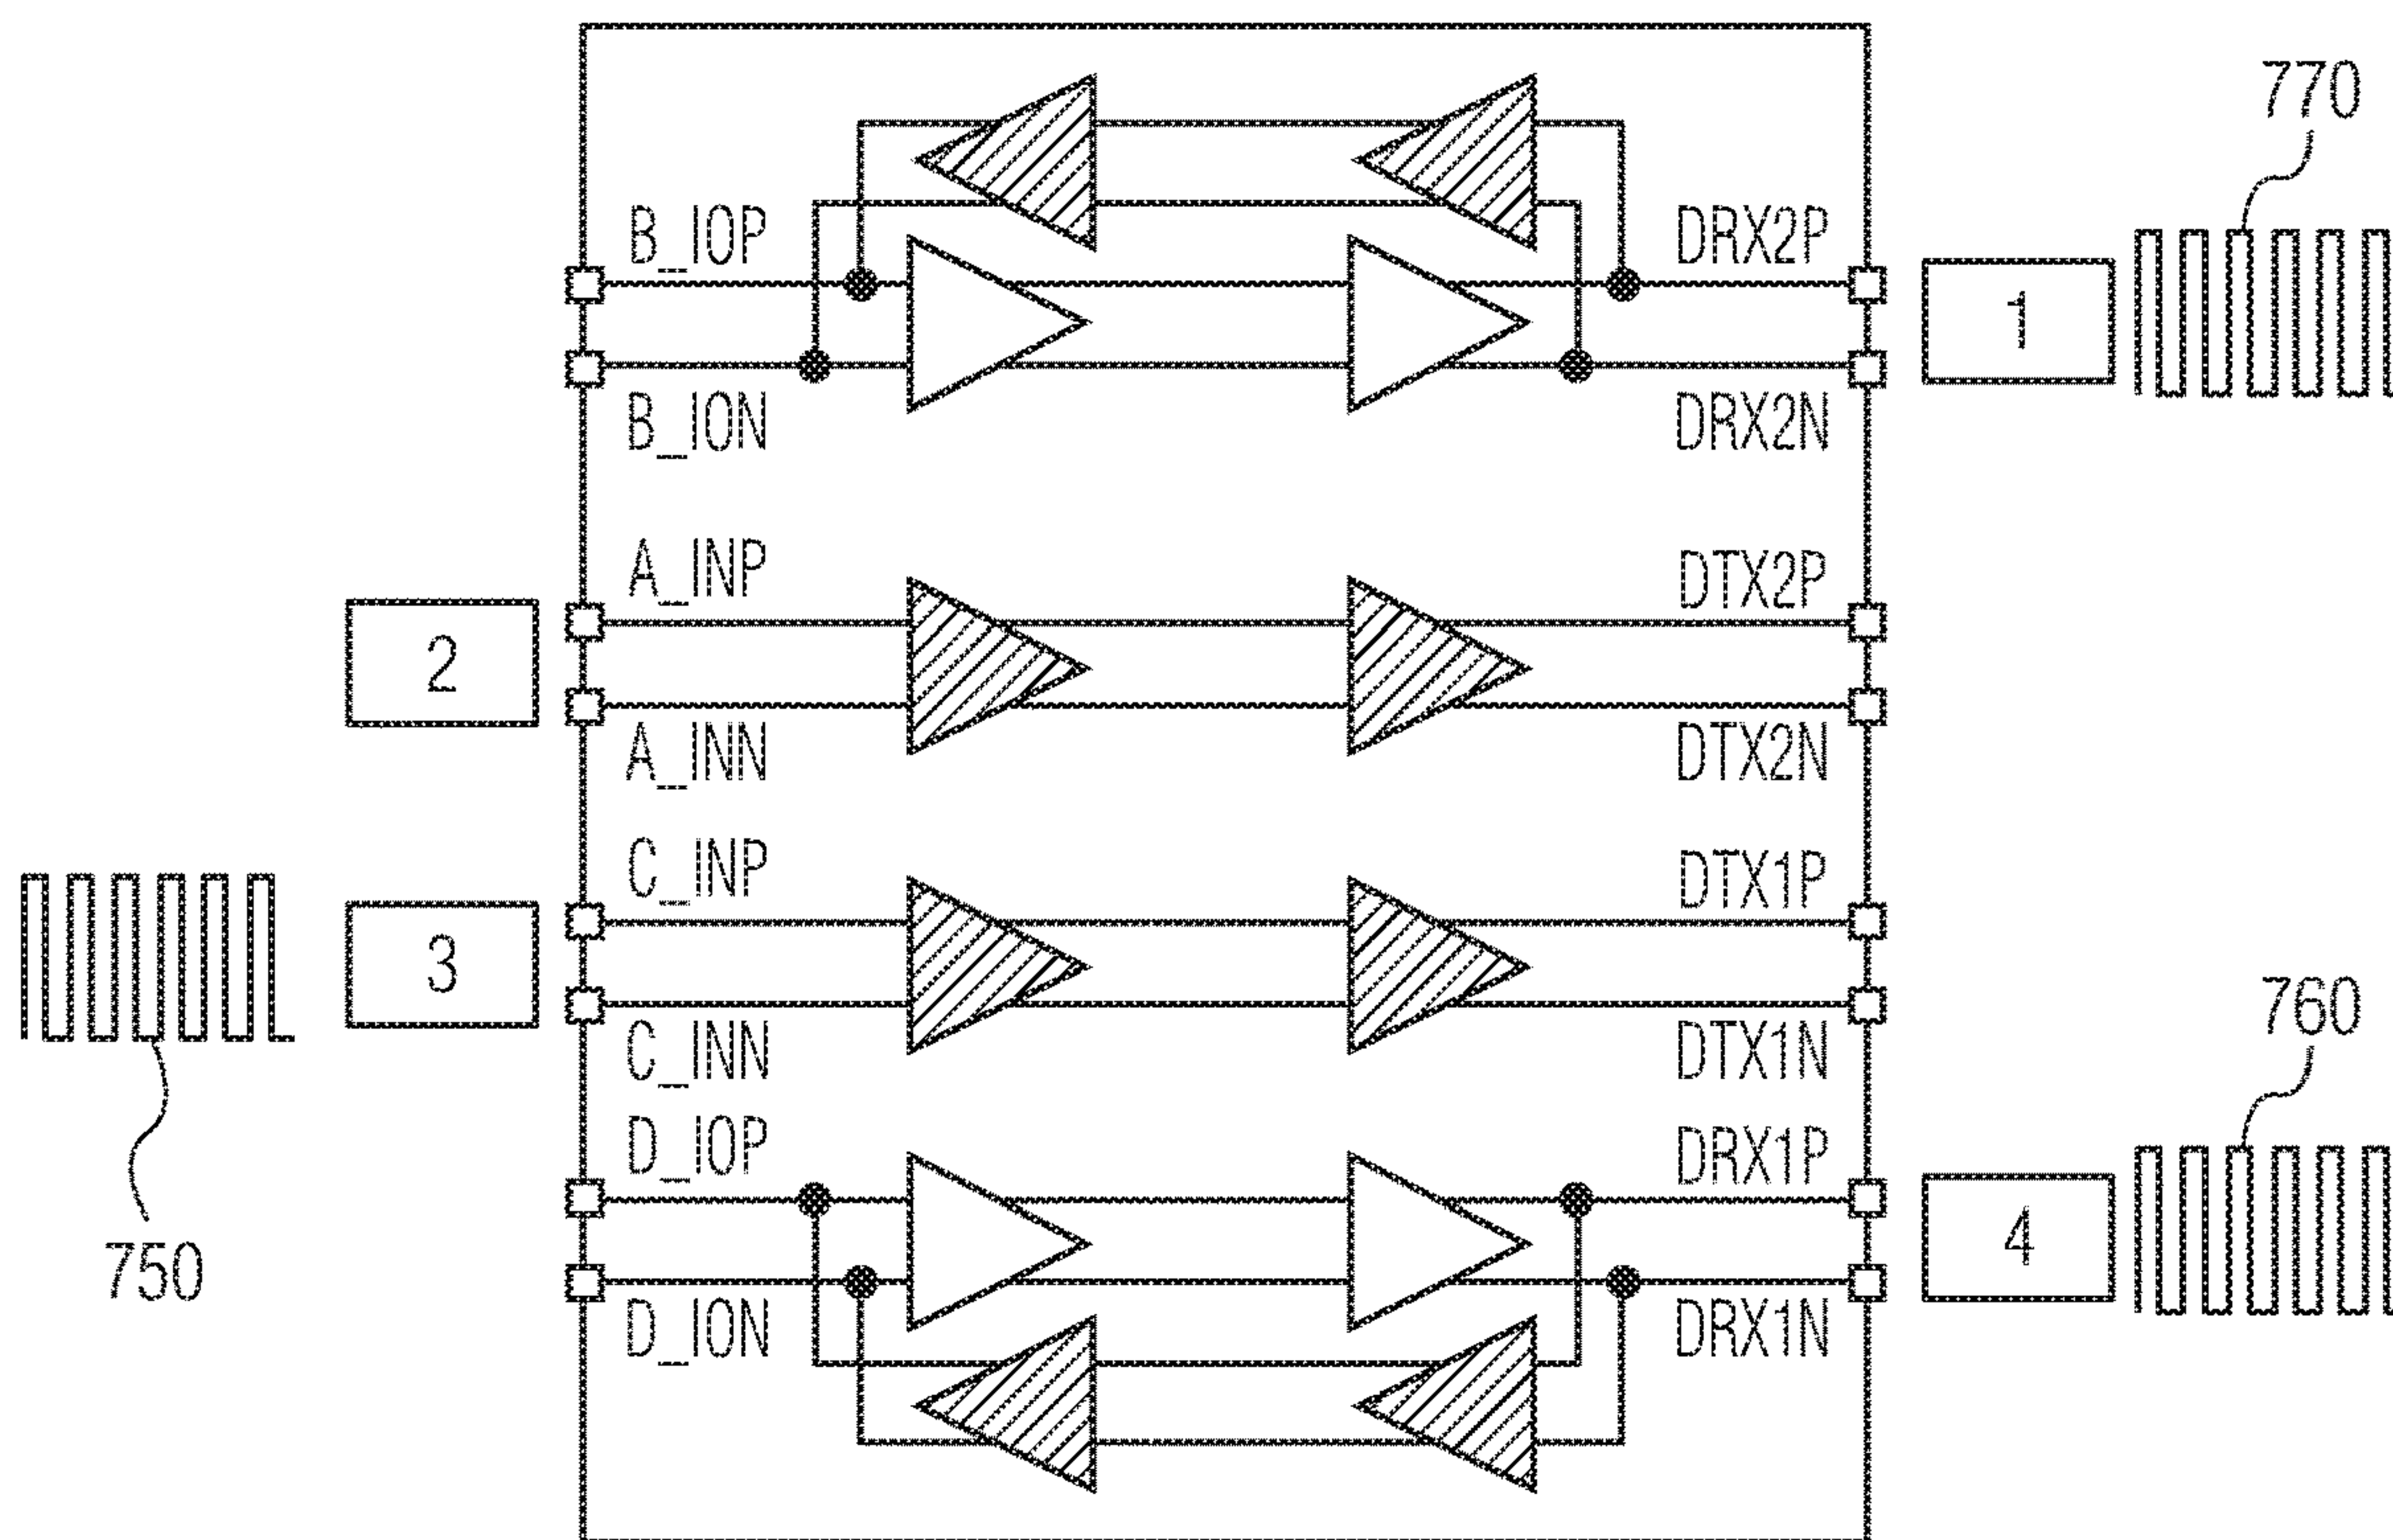 770
B_IOP
DRX2P
1
B_ION
DRX2N
A_INP
DTX2P
2
A_INN
DTX2N
C_INP
DTX1P
3
C_INN
DTX1N
760
D_IOP
DRX1P
4
750
D_ION
DRX1N